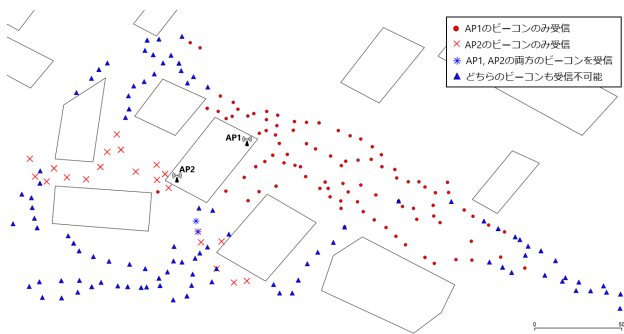 AP1のビーコンのみ受信
AP2のビーコンのみ受信
AP1, AP2の両方のビーコンを受信
どちらのビーコンも受信不可能
AP1
AP2
0